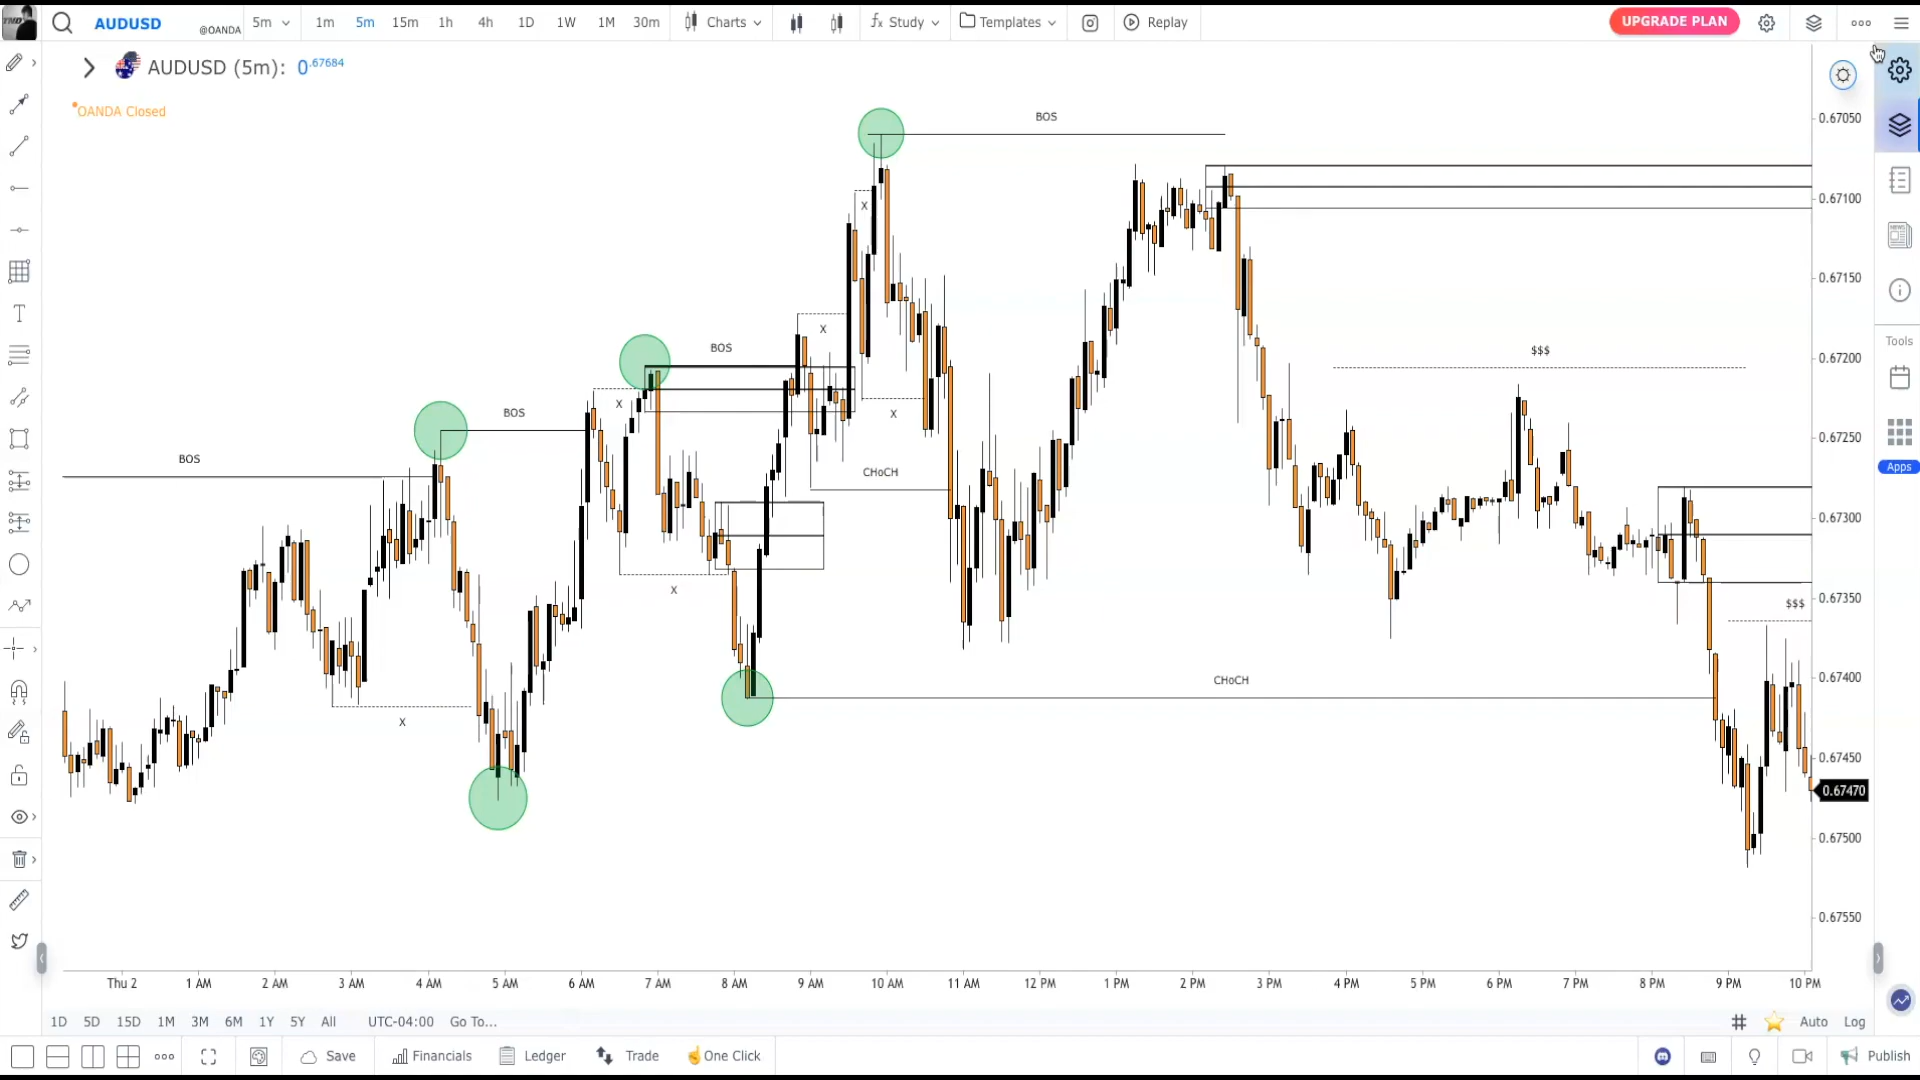 AUDUSD @OANDA 5m 1m 5m 15m 1h 4h 1D 1W 1M 30m Charts fx Study Templates Replay UPGRADE PLAN
AUDUSD (5m): 0.67684
OANDA Closed
BOS
0.67050
0.67100
X
0.67150
X
BOS
$$$
0.67200
Tools
X
BOS
X
0.67250
BOS
CHoCH
Apps
0.67300
X
$$$
0.67350
CHoCH
0.67400
X
0.67450
0.67470
0.67500
0.67550
Thu 2 1 AM 2 AM 3 AM 4 AM 5 AM 6 AM 7 AM 8 AM 9 AM 10 AM 11 AM 12 PM 1 PM 2 PM 3 PM 4 PM 5 PM 6 PM 7 PM 8 PM 9 PM 10 PM
1D 5D 15D 1M 3M 6M 1Y 5Y All UTC-04:00 Go To... Auto Log
Save Financials Ledger Trade One Click Publish